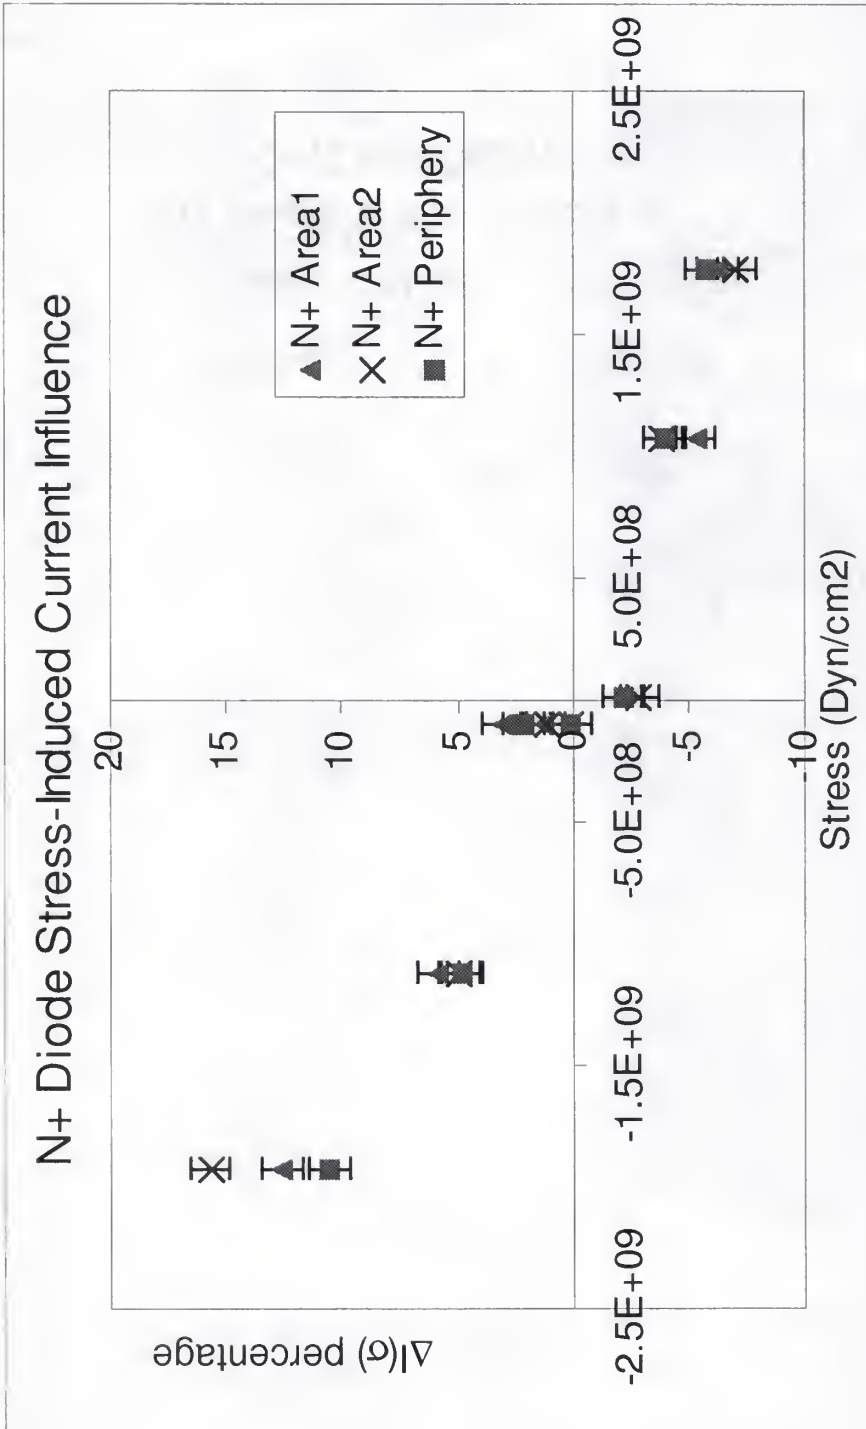 N+ Diode Stress-Induced Current Influence
ΔI(σ) percentage
20
15
10
5
0
-5
-10
-2.5E+09
-1.5E+09
-5.0E+08
5.0E+08
1.5E+09
2.5E+09
Stress (Dyn/cm2)
N+ Area1
N+ Area2
N+ Periphery